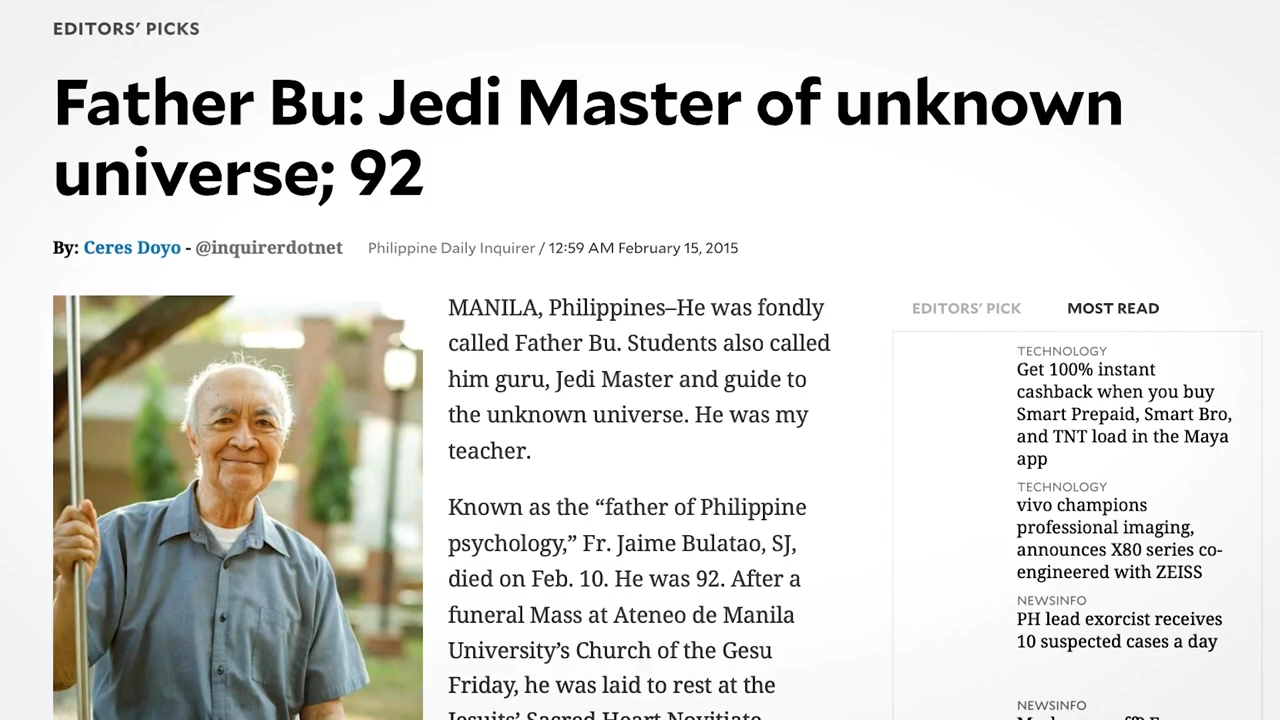 EDITORS’ PICKS
Father Bu: Jedi Master of unknown
universe; 92
By: Ceres Doyo - @inquirerdotnet Philippine Daily Inquirer / 12:59 AM February 15, 2015
MANILA, Philippines–He was fondly
called Father Bu. Students also called
him guru, Jedi Master and guide to
the unknown universe. He was my
teacher.
Known as the “father of Philippine
psychology,” Fr. Jaime Bulatao, SJ,
died on Feb. 10. He was 92. After a
funeral Mass at Ateneo de Manila
University’s Church of the Gesu
Friday, he was laid to rest at the
Jesuits’ Sacred Heart Novitiate
EDITORS’ PICK MOST READ
TECHNOLOGY
Get 100% instant
cashback when you buy
Smart Prepaid, Smart Bro,
and TNT load in the Maya
app
TECHNOLOGY
vivo champions
professional imaging,
announces X80 series co-
engineered with ZEISS
NEWSINFO
PH lead exorcist receives
10 suspected cases a day
NEWSINFO